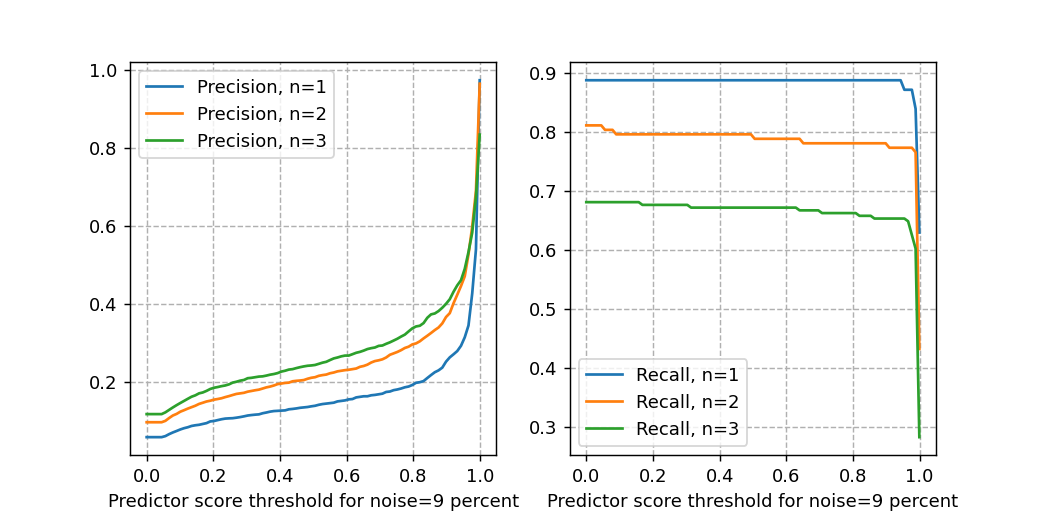 1.0
0.8
0.6
0.4
0.2
Precision, n=1
Precision, n=2
Precision, n=3
0.0 0.2 0.4 0.6 0.8 1.0
Predictor score threshold for noise=9 percent
0.9
0.8
0.7
0.6
0.5
0.4
0.3
Recall, n=1
Recall, n=2
Recall, n=3
0.0 0.2 0.4 0.6 0.8 1.0
Predictor score threshold for noise=9 percent